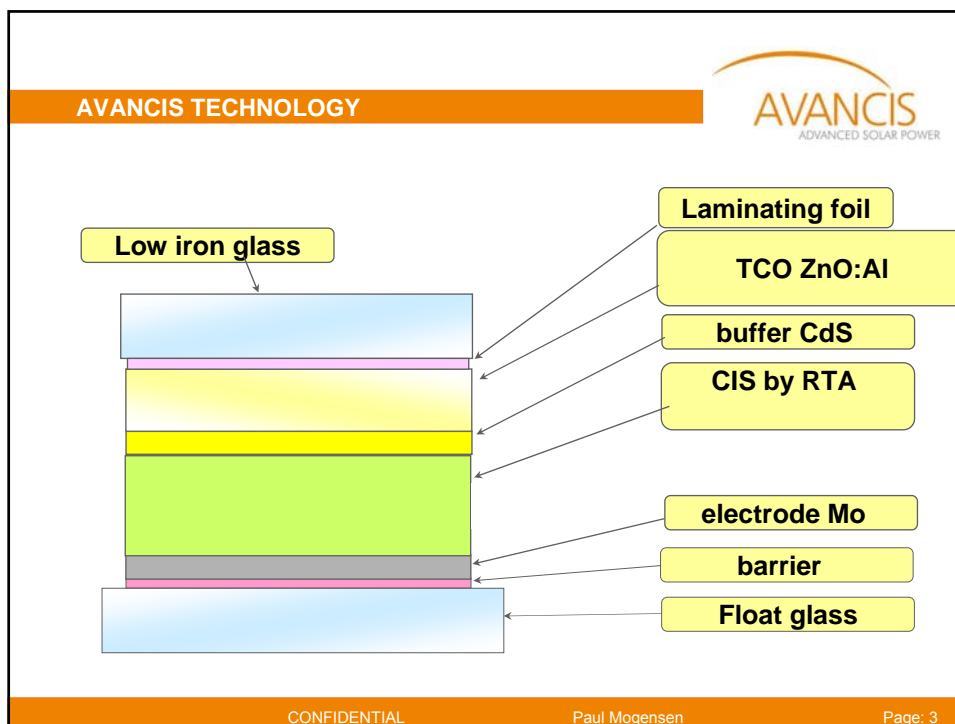 AVANCIS TECHNOLOGY
AVANCIS
ADVANCED SOLAR POWER
Low iron glass
Laminating foil
TCO ZnO:Al
buffer CdS
CIS by RTA
electrode Mo
barrier
Float glass
CONFIDENTIAL
Paul Mogensen
Page: 3